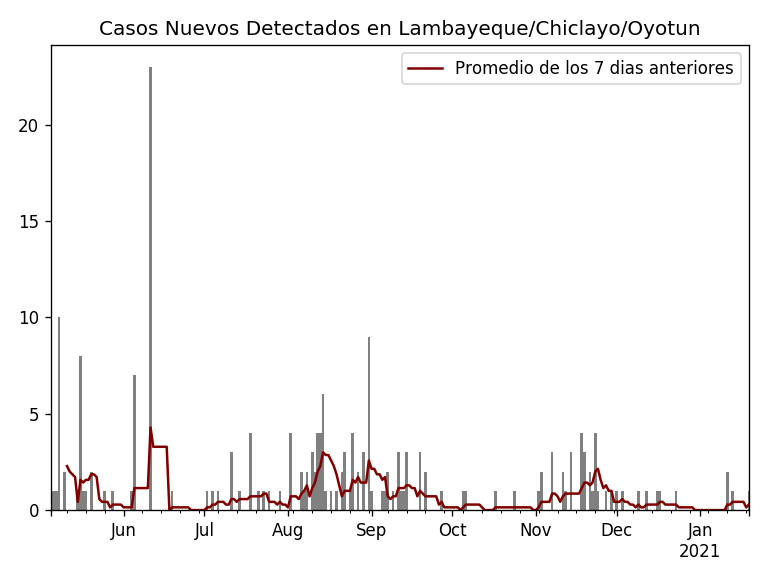 Casos Nuevos Detectados en Lambayeque/Chiclayo/Oyotun
Promedio de los 7 dias anteriores
20
15
10
5
0
Jun Jul Aug Sep Oct Nov Dec Jan
2021